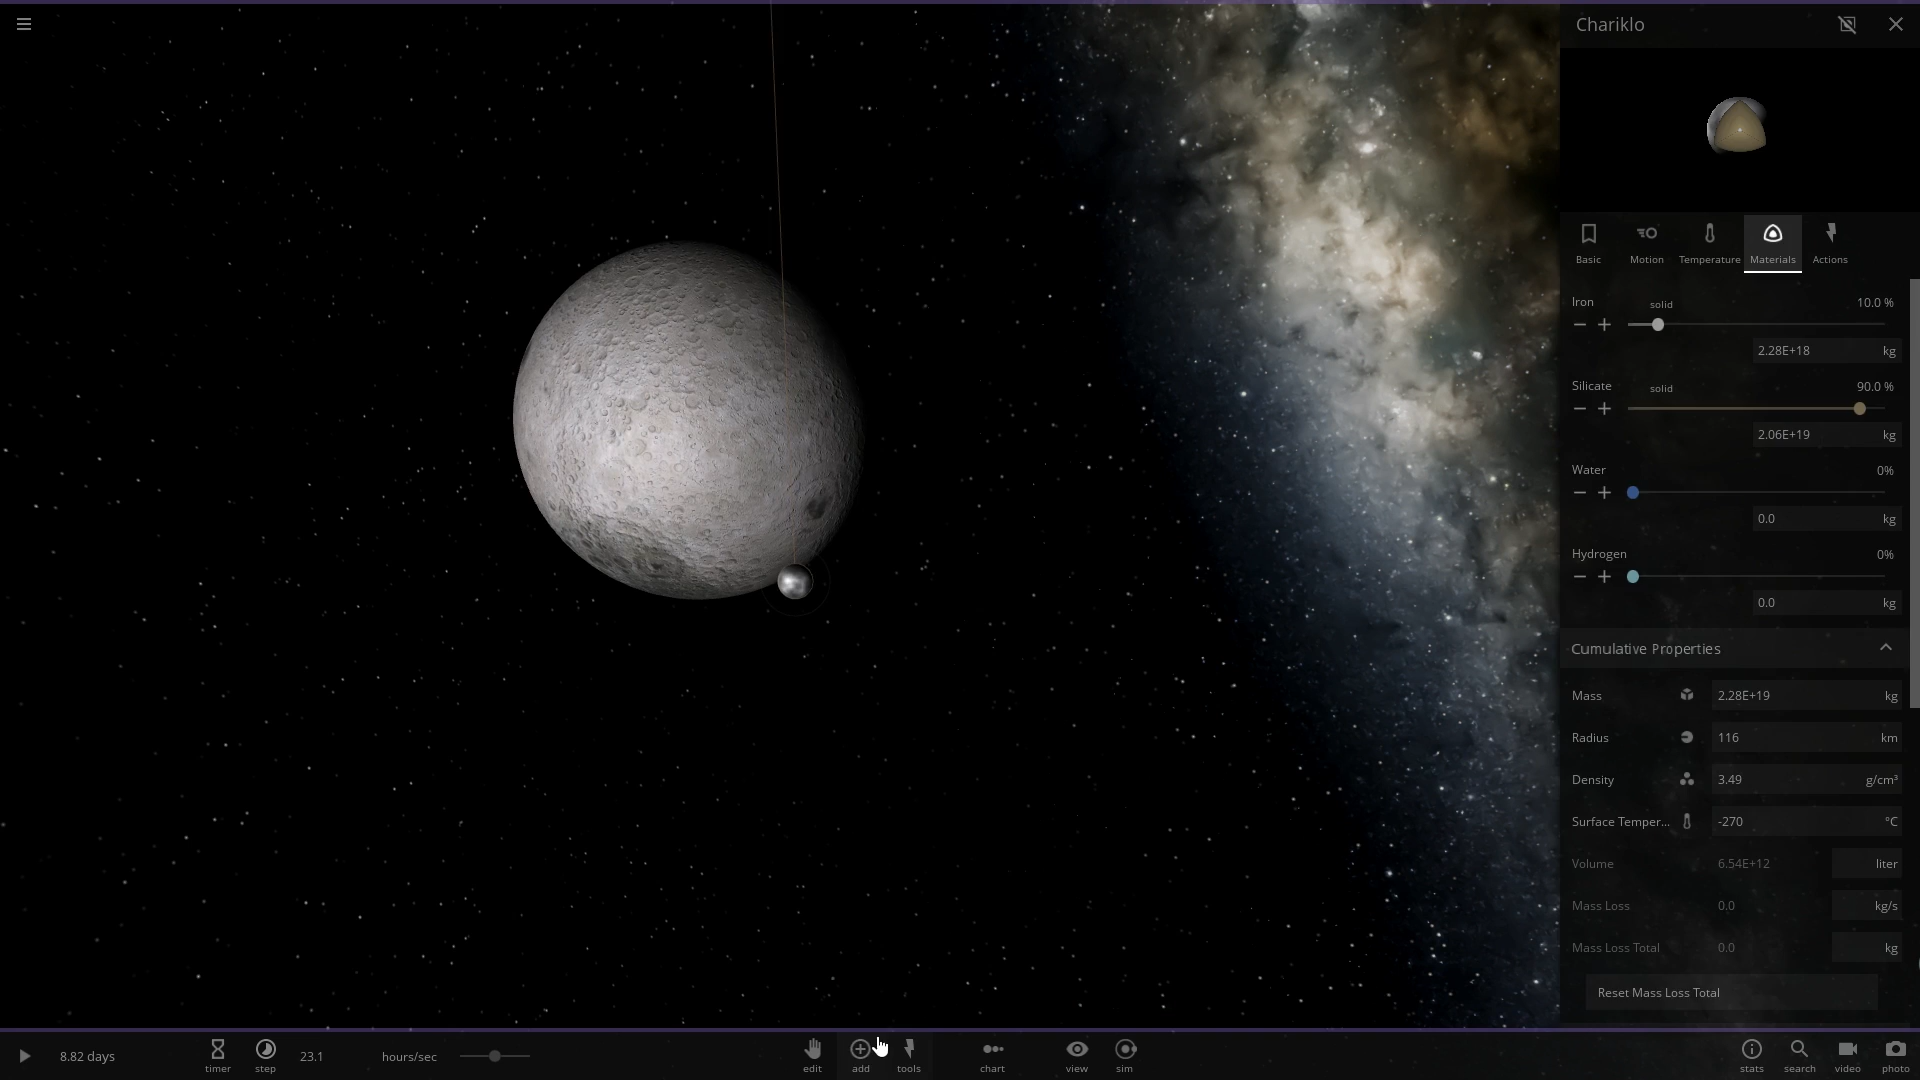 Chariklo
Basic
Motion
Temperature
Materials
Actions
Iron solid 10.0 %
2.28E+18 kg
Silicate solid 90.0 %
2.06E+19 kg
Water 0%
0.0 kg
Hydrogen 0%
0.0 kg
Cumulative Properties
Mass 2.28E+19 kg
Radius 116 km
Density 3.49 g/cm³
Surface Temper... -270 °C
Volume 6.54E+12 liter
Mass Loss 0.0 kg/s
Mass Loss Total 0.0 kg
Reset Mass Loss Total
8.82 days
timer
step
23.1 hours/sec
edit
add
tools
chart
view
sim
stats
search
video
photo